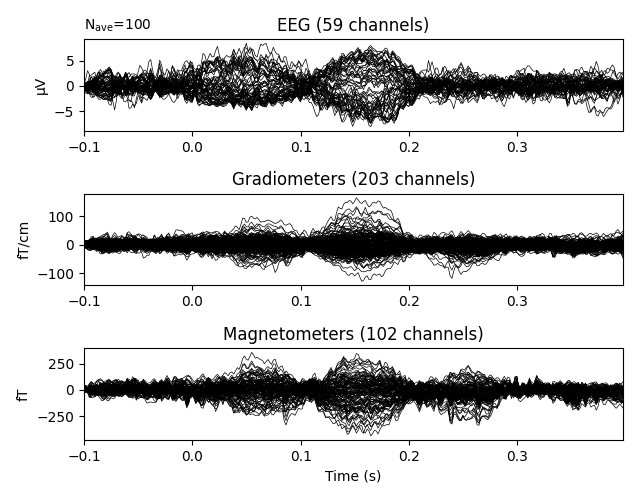 N_ave=100
EEG (59 channels)
µV
5
0
−5
−0.1 0.0 0.1 0.2 0.3
Gradiometers (203 channels)
fT/cm
100
0
−100
−0.1 0.0 0.1 0.2 0.3
Magnetometers (102 channels)
fT
250
0
−250
−0.1 0.0 0.1 0.2 0.3
Time (s)